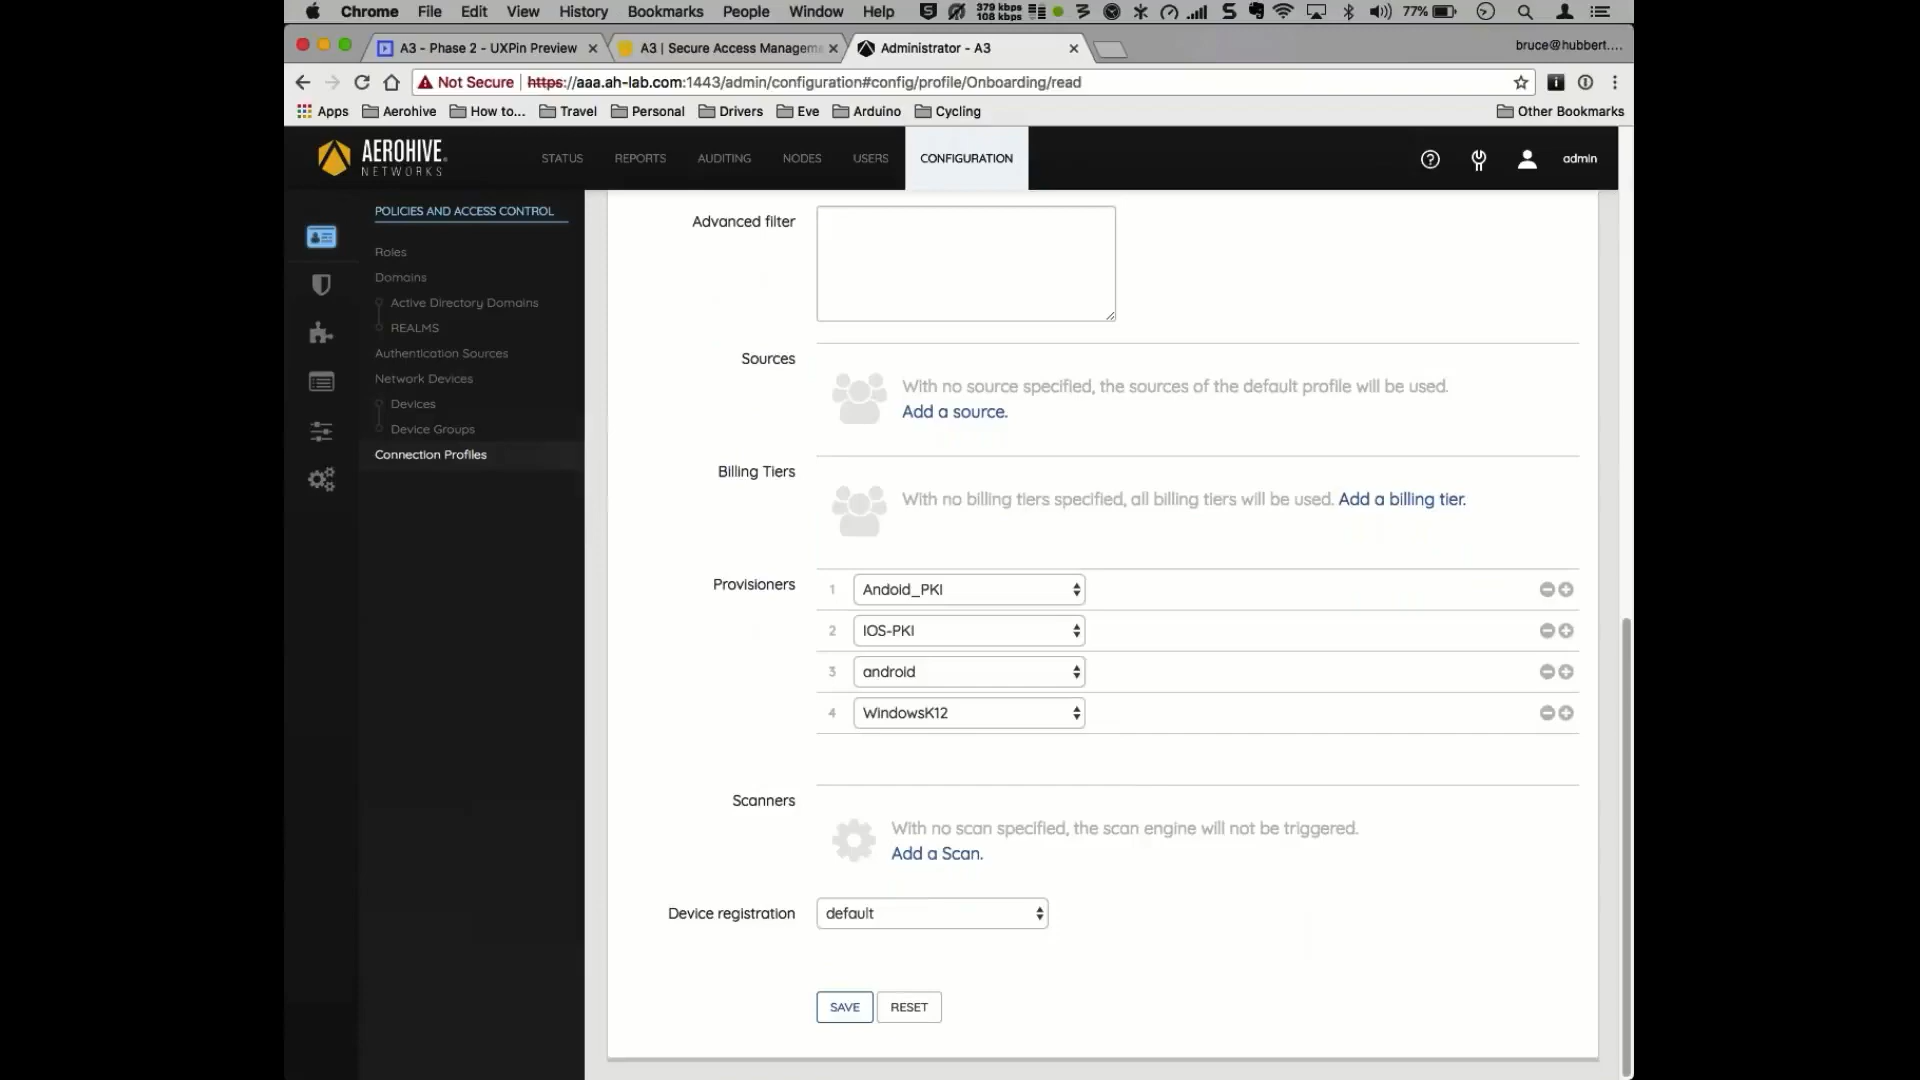 Chrome File Edit View History Bookmarks People Window Help 379 kbps 108 kbps 77%
A3 - Phase 2 - UXPin Preview A3 | Secure Access Managem Administrator - A3 bruce@hubbert....
Not Secure https://aaa.ah-lab.com:1443/admin/configuration#config/profile/Onboarding/read
Apps Aerohive How to... Travel Personal Drivers Eve Arduino Cycling Other Bookmarks
AEROHIVE NETWORKS
STATUS REPORTS AUDITING NODES USERS CONFIGURATION admin
POLICIES AND ACCESS CONTROL
Roles
Domains
Active Directory Domains
REALMS
Authentication Sources
Network Devices
Devices
Device Groups
Connection Profiles
Advanced filter
Sources
With no source specified, the sources of the default profile will be used.
Add a source.
Billing Tiers
With no billing tiers specified, all billing tiers will be used. Add a billing tier.
Provisioners
1 Andoid_PKI
2 IOS-PKI
3 android
4 WindowsK12
Scanners
With no scan specified, the scan engine will not be triggered.
Add a Scan.
Device registration default
SAVE RESET